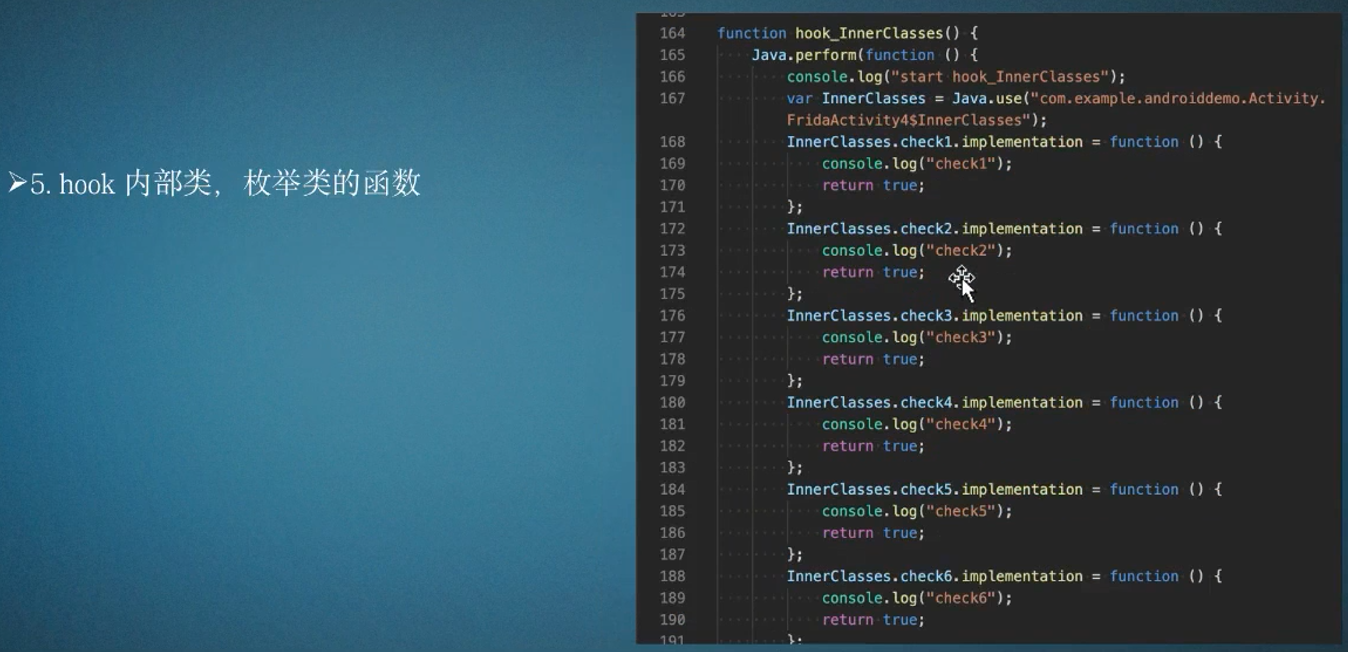 ➢5. hook 内部类，枚举类的函数
164 function hook_InnerClasses() {
165 Java.perform(function () {
166 console.log("start hook_InnerClasses");
167 var InnerClasses = Java.use("com.example.androiddemo.Activity.
FridaActivity4$InnerClasses");
168 InnerClasses.check1.implementation = function () {
169 console.log("check1");
170 return true;
171 };
172 InnerClasses.check2.implementation = function () {
173 console.log("check2");
174 return true;
175 };
176 InnerClasses.check3.implementation = function () {
177 console.log("check3");
178 return true;
179 };
180 InnerClasses.check4.implementation = function () {
181 console.log("check4");
182 return true;
183 };
184 InnerClasses.check5.implementation = function () {
185 console.log("check5");
186 return true;
187 };
188 InnerClasses.check6.implementation = function () {
189 console.log("check6");
190 return true;
191 };